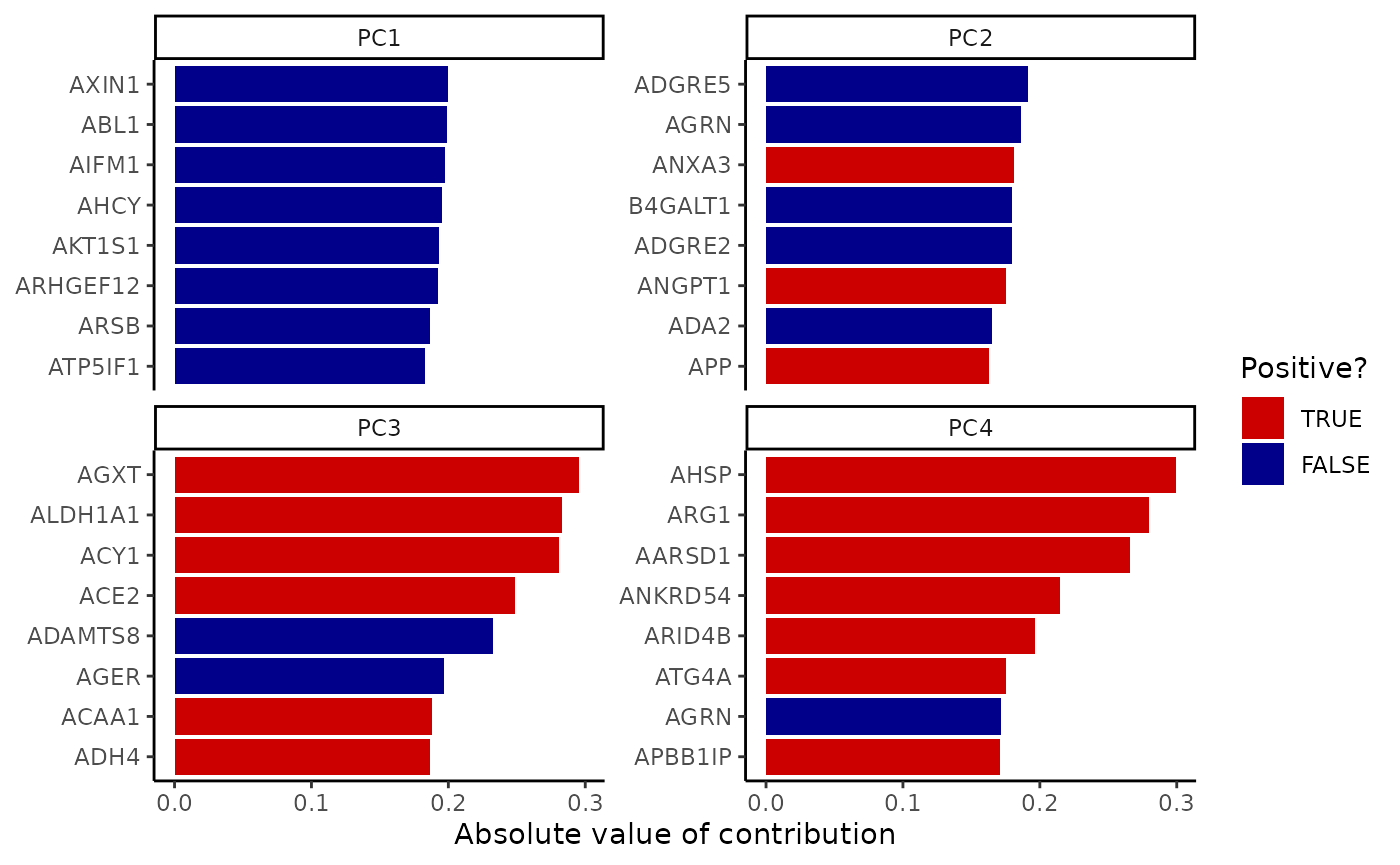 PC1
AXIN1
ABL1
AIFM1
AHCY
AKT1S1
ARHGEF12
ARSB
ATP5IF1
PC2
ADGRE5
AGRN
ANXA3
B4GALT1
ADGRE2
ANGPT1
ADA2
APP
PC3
AGXT
ALDH1A1
ACY1
ACE2
ADAMTS8
AGER
ACAA1
ADH4
0.0 0.1 0.2 0.3
PC4
AHSP
ARG1
AARSD1
ANKRD54
ARID4B
ATG4A
AGRN
APBB1IP
0.0 0.1 0.2 0.3
Absolute value of contribution
Positive?
TRUE
FALSE